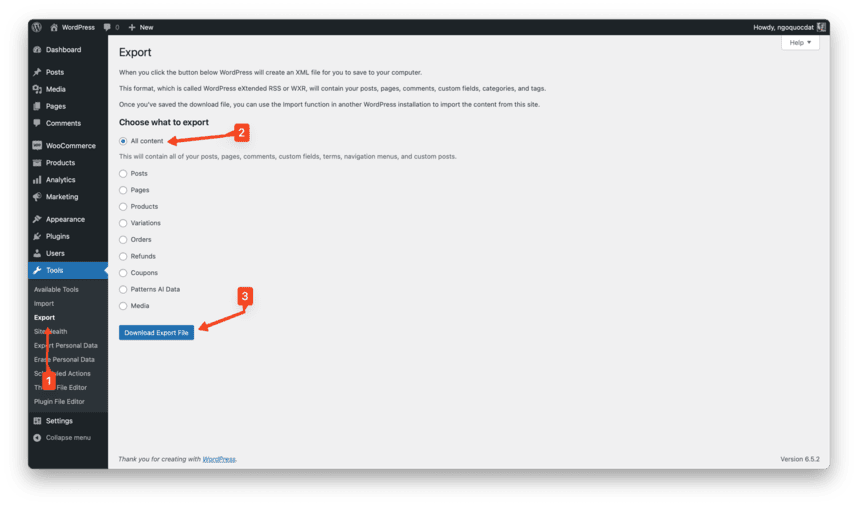 WordPress 0 + New Howdy, ngoquocdat
Help
Dashboard
Posts
Media
Pages
Comments
WooCommerce
Products
Analytics
Marketing
Appearance
Plugins
Users
Tools
Available Tools
Import
Export
Export Personal Data
Erase Personal Data
File Editor
Plugin File Editor
Settings
Collapse menu
1
Export
When you click the button below WordPress will create an XML file for you to save to your computer.
This format, which is called WordPress eXtended RSS or WXR, will contain your posts, pages, comments, custom fields, categories, and tags.
Once you've saved the download file, you can use the Import function in another WordPress installation to import the content from this site.
Choose what to export
All content
2
This will contain all of your posts, pages, comments, custom fields, terms, navigation menus, and custom posts.
Posts
Pages
Products
Variations
Orders
Refunds
Coupons
Patterns AI Data
Media
3
Download Export File
Thank you for creating with WordPress.
Version 6.5.2